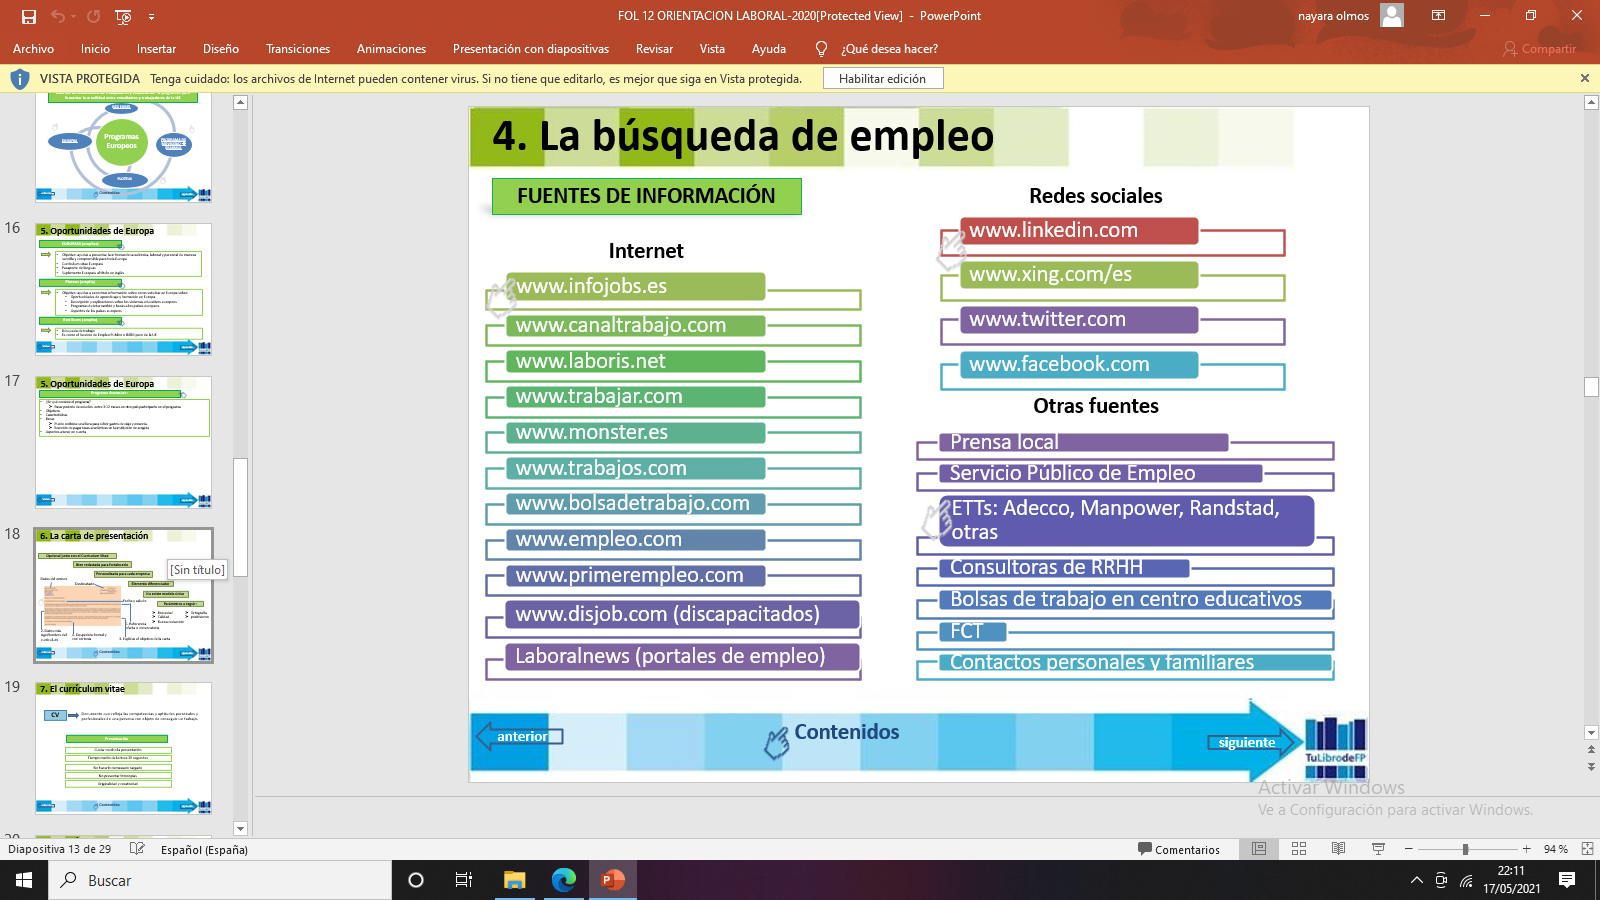 FOL 12 ORIENTACION LABORAL-2020[Protected View] - PowerPoint
nayara olmos
Archivo Inicio Insertar Diseño Transiciones Animaciones Presentación con diapositivas Revisar Vista Ayuda ¿Qué desea hacer? Compartir
VISTA PROTEGIDA Tenga cuidado: los archivos de Internet pueden contener virus. Si no tiene que editarlo, es mejor que siga en Vista protegida. Habilitar edición
Programas
Europeos
Contenidos
16
5. Oportunidades de Europa
17
5. Oportunidades de Europa
18
6. La carta de presentación
[Sin título]
Contenidos
19
7. El currículum vitae
CV
Presentación
Contenidos
4. La búsqueda de empleo
FUENTES DE INFORMACIÓN
Internet
www.infojobs.es
www.canaltrabajo.com
www.laboris.net
www.trabajar.com
www.monster.es
www.trabajos.com
www.bolsadetrabajo.com
www.empleo.com
www.primerempleo.com
www.disjob.com (discapacitados)
Laboralnews (portales de empleo)
Redes sociales
www.linkedin.com
www.xing.com/es
www.twitter.com
www.facebook.com
Otras fuentes
Prensa local
Servicio Público de Empleo
ETTs: Adecco, Manpower, Randstad,
otras
Consultoras de RRHH
Bolsas de trabajo en centro educativos
FCT
Contactos personales y familiares
anterior
Contenidos
siguiente
TuLibrodeFP
Activar Windows
Ve a Configuración para activar Windows.
Diapositiva 13 de 29 Español (España) Comentarios 94 %
Buscar
22:11
17/05/2021